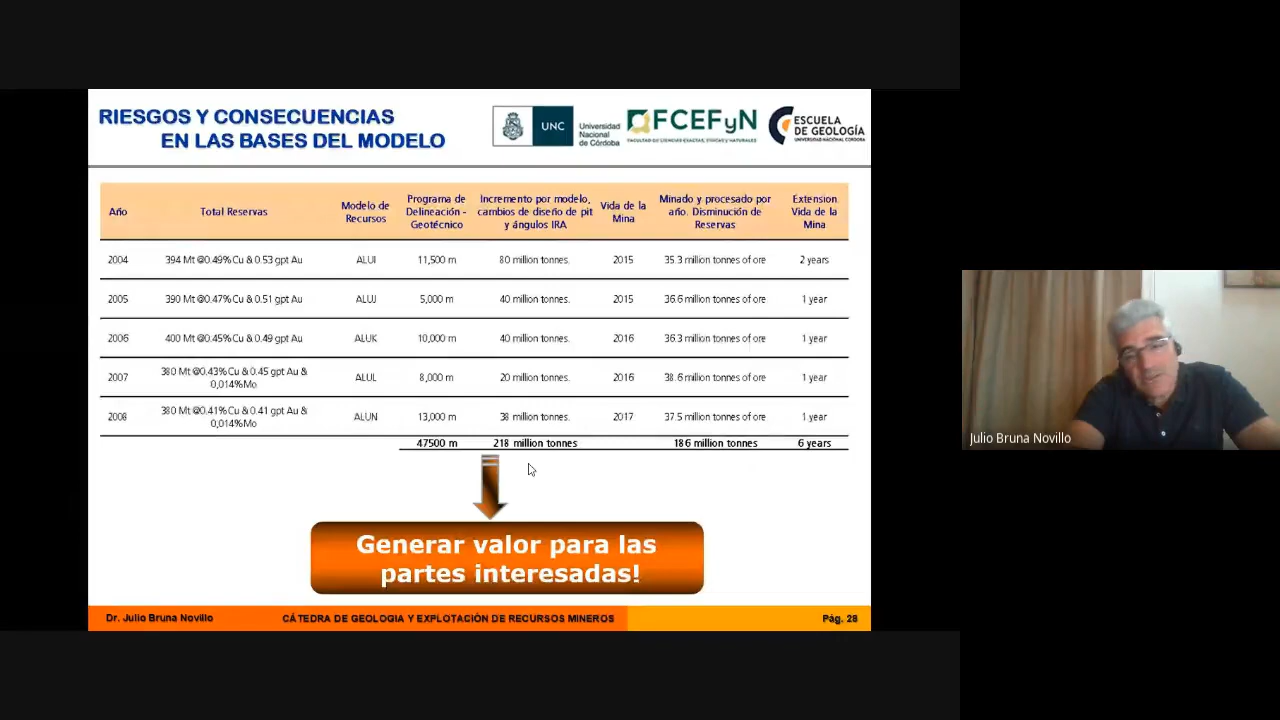 RIESGOS Y CONSECUENCIAS
EN LAS BASES DEL MODELO
UNC
Universidad
Nacional
de Córdoba
FCEFyN
FACULTAD DE CIENCIAS EXACTAS, FÍSICAS Y NATURALES
ESCUELA
DE GEOLOGÍA
UNIVERSIDAD NACIONAL CÓRDOBA
Año
Total Reservas
Modelo de
Recursos
Programa de
Delineación -
Geotécnico
Incremento por modelo,
cambios de diseño de pit
y ángulos IRA
Vida de la
Mina
Minado y procesado por
año. Disminución de
Reservas
Extension
Vida de la
Mina
2004 394 Mt @0.49% Cu & 0.53 gpt Au ALUI 11,500 m 80 million tonnes. 2015 35.3 million tonnes of ore 2 years
2005 390 Mt @0.47% Cu & 0.51 gpt Au ALUJ 5,000 m 40 million tonnes. 2015 36.6 million tonnes of ore 1 year
2006 400 Mt @0.45% Cu & 0.49 gpt Au ALUK 10,000 m 40 million tonnes. 2016 36.3 million tonnes of ore 1 year
2007 380 Mt @0.43% Cu & 0.45 gpt Au &
0,014%Mo ALUL 8,000 m 20 million tonnes. 2016 38.6 million tonnes of ore 1 year
2008 380 Mt @0.41% Cu & 0.41 gpt Au &
0,014%Mo ALUN 13,000 m 38 million tonnes. 2017 37.5 million tonnes of ore 1 year
47500 m 218 million tonnes 186 million tonnes 6 years
Generar valor para las
partes interesadas!
Dr. Julio Bruna Novillo CÁTEDRA DE GEOLOGIA Y EXPLOTACIÓN DE RECURSOS MINEROS Pág. 28
Julio Bruna Novillo